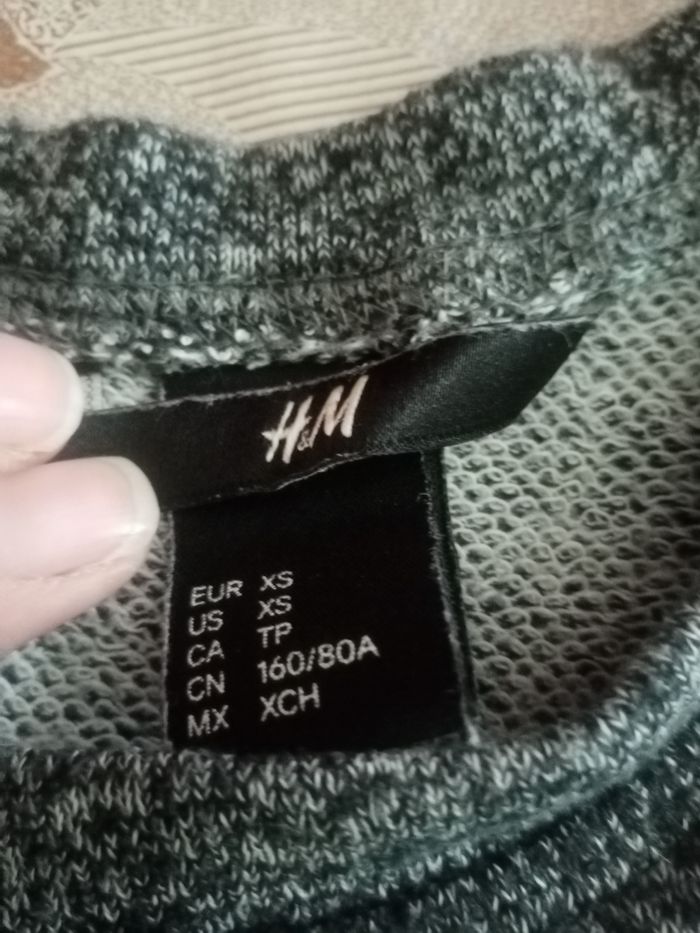 H&M
EUR XS
US XS
CA TP
CN 160/80A
MX XCH